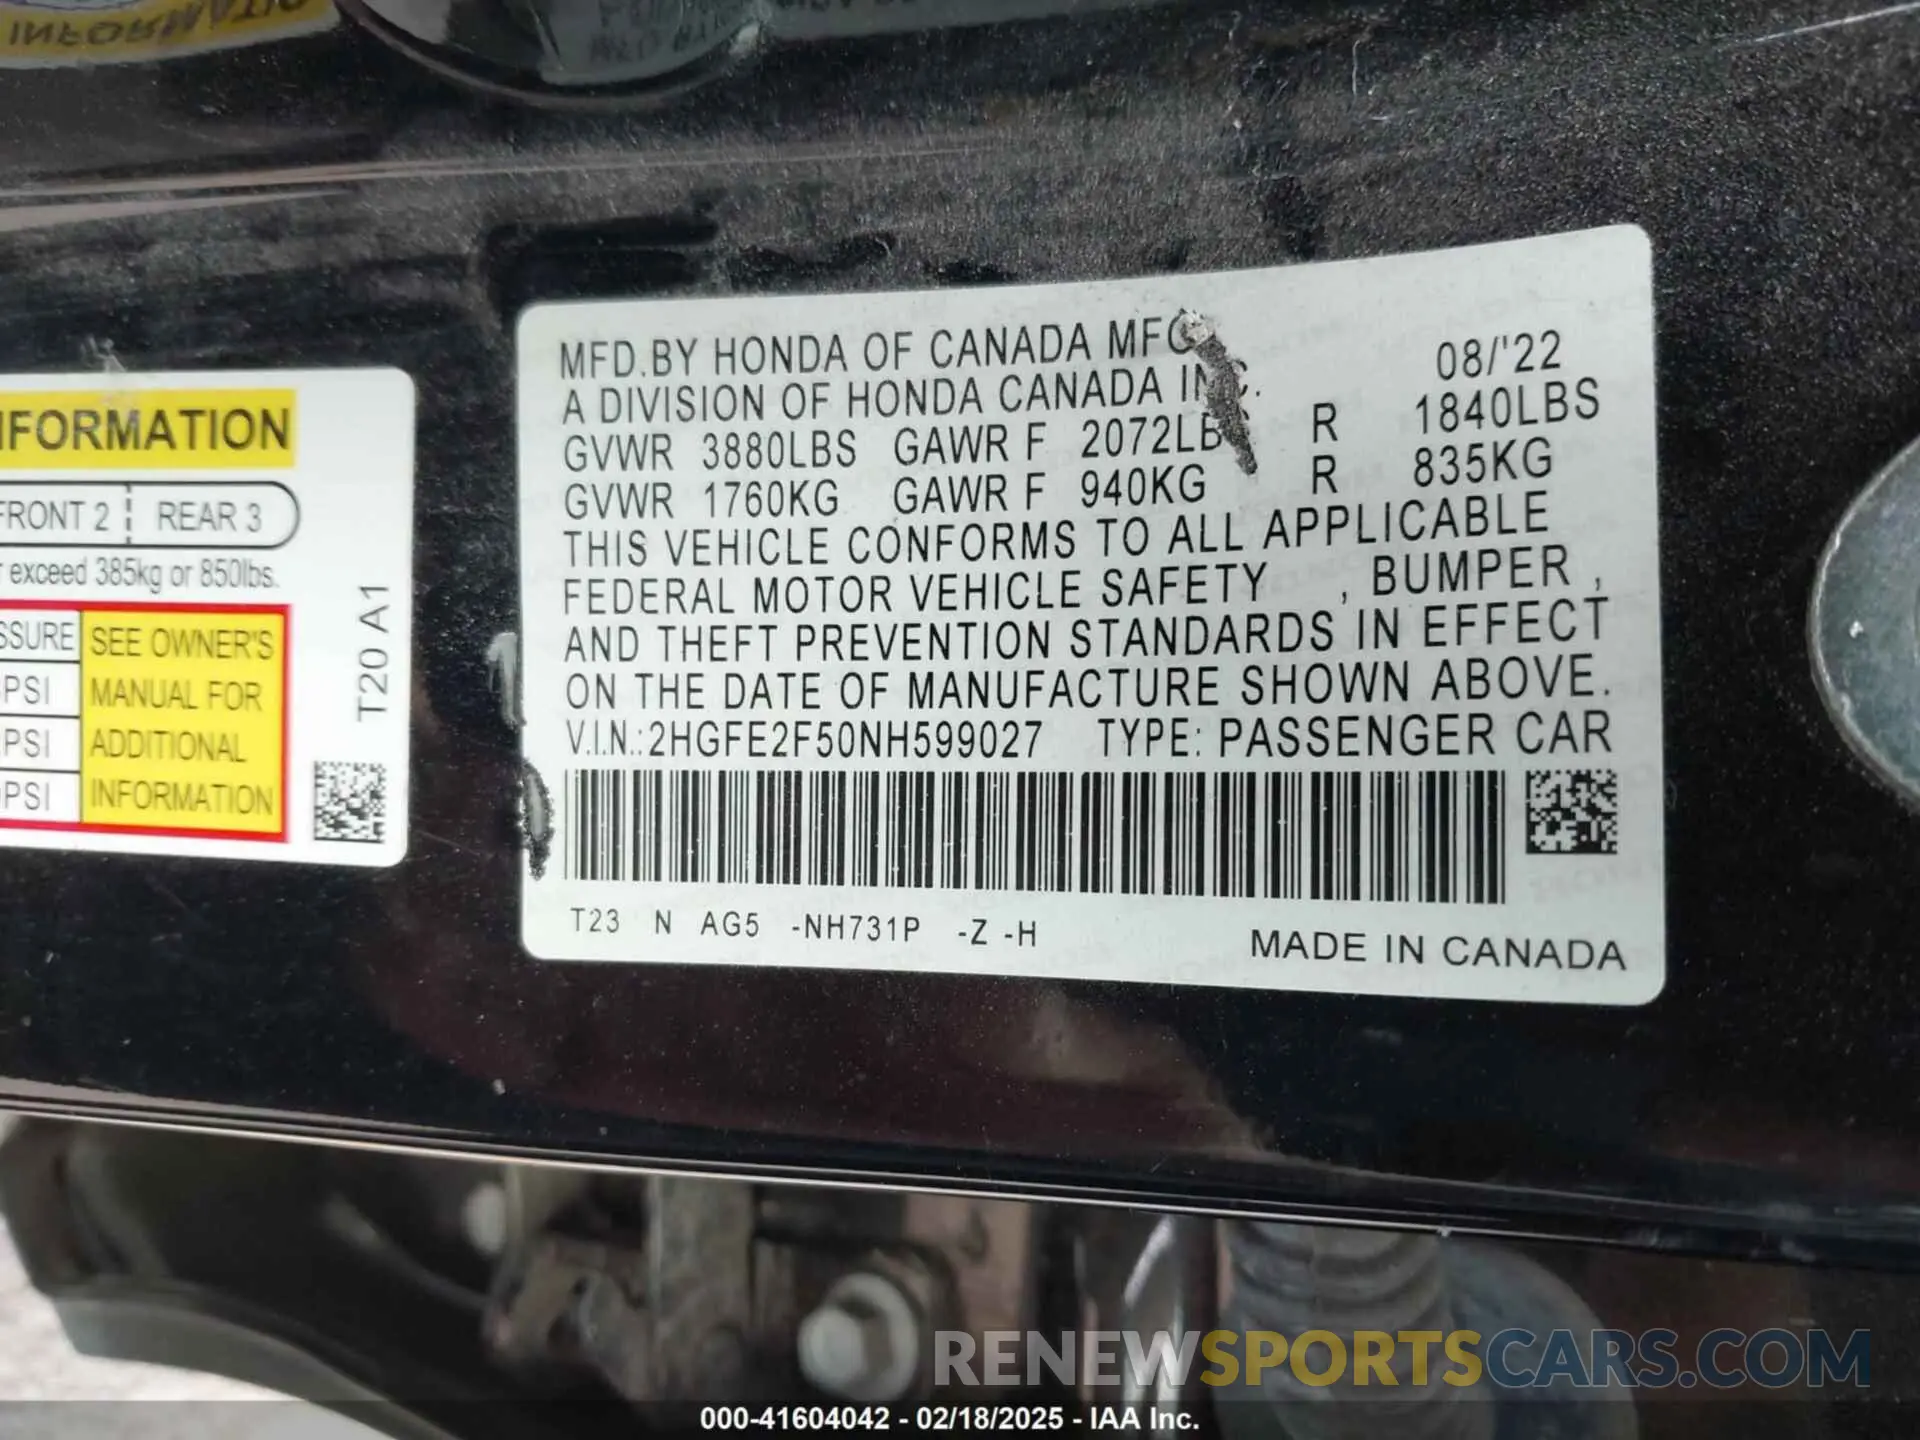 INFORMATION
FRONT 2 REAR 3
exceed 385kg or 850lbs.
SSURE SEE OWNER'S
PSI MANUAL FOR
PSI ADDITIONAL
PSI INFORMATION
T20 A1
MFD.BY HONDA OF CANADA MFG. 08/'22
A DIVISION OF HONDA CANADA INC.
GVWR 3880LBS GAWR F 2072LBS R 1840LBS
GVWR 1760KG GAWR F 940KG R 835KG
THIS VEHICLE CONFORMS TO ALL APPLICABLE
FEDERAL MOTOR VEHICLE SAFETY , BUMPER ,
AND THEFT PREVENTION STANDARDS IN EFFECT
ON THE DATE OF MANUFACTURE SHOWN ABOVE.
V.I.N.:2HGFE2F50NH599027 TYPE: PASSENGER CAR
T23 N AG5 -NH731P -Z -H
MADE IN CANADA
RENEWSPORTSCARS.COM
000-41604042 - 02/18/2025 - IAA Inc.